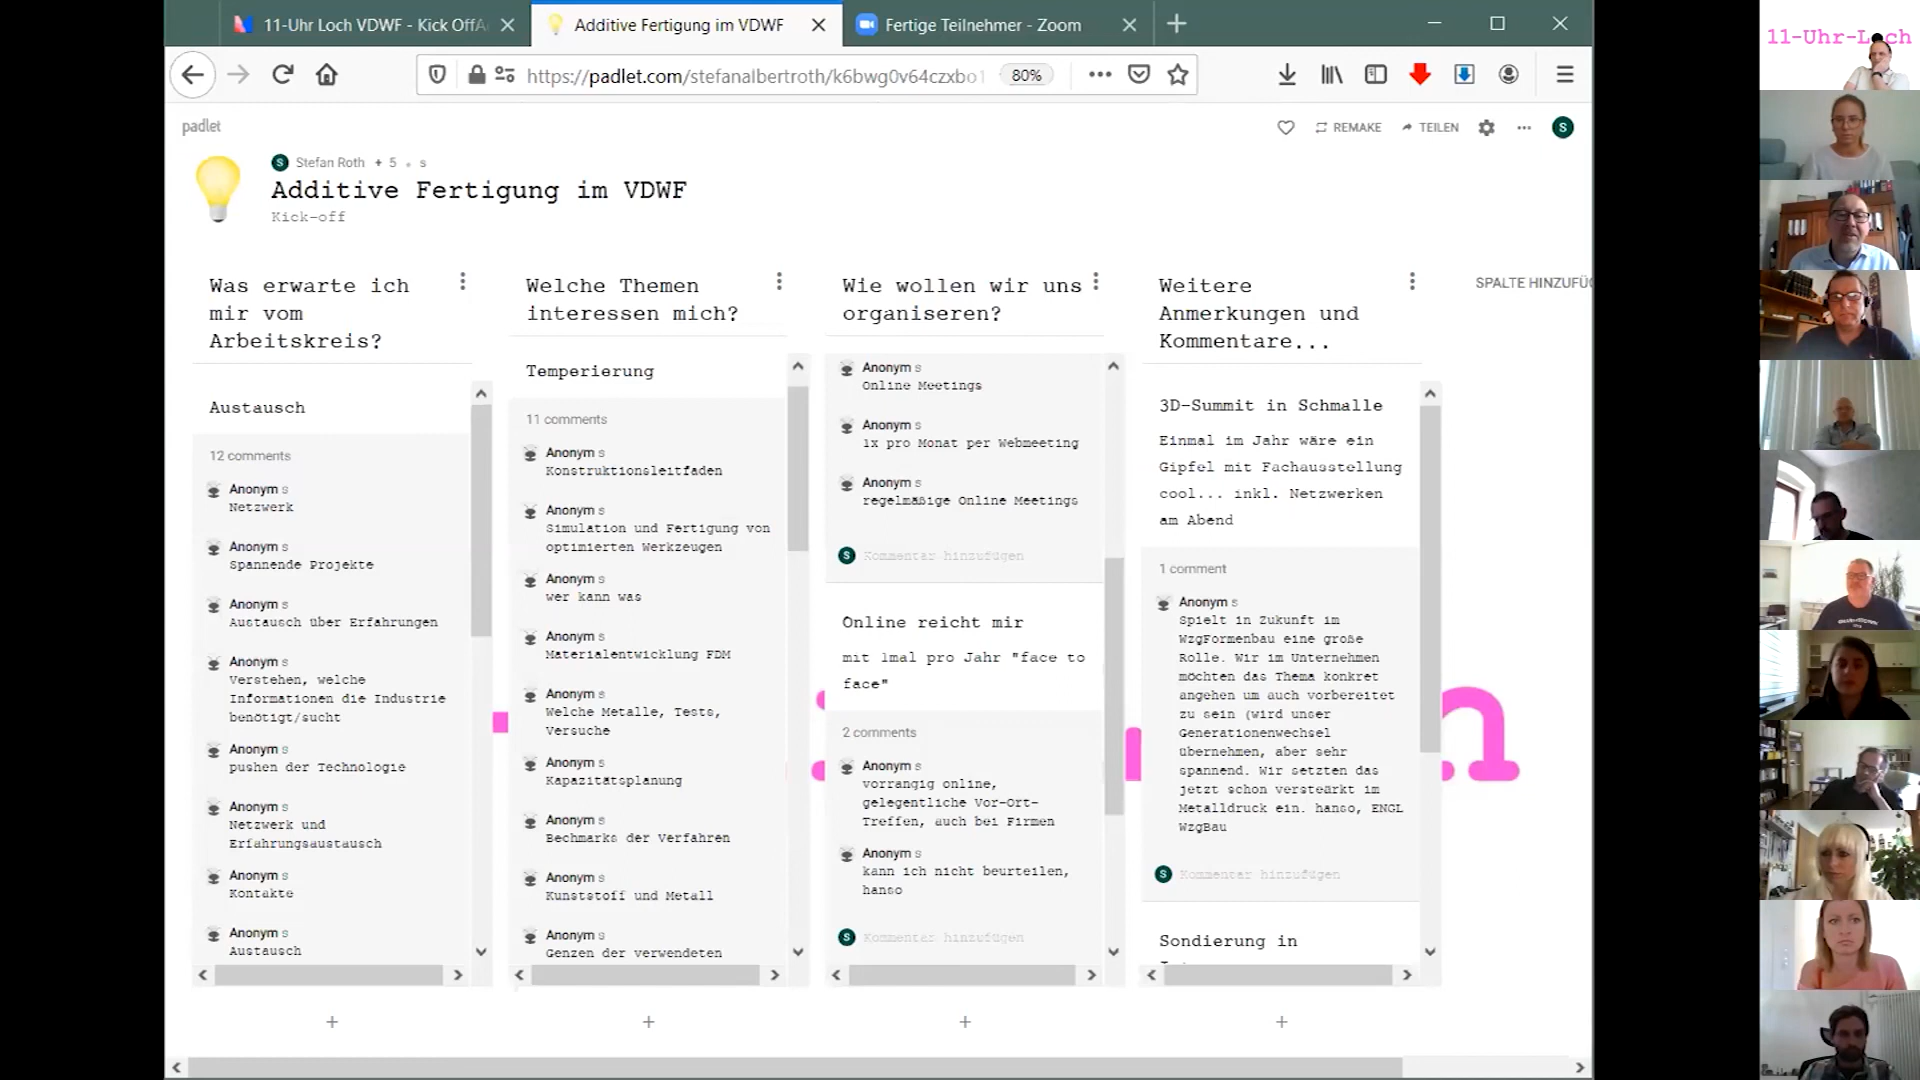 11-Uhr Loch VDWF - Kick Off
Additive Fertigung im VDWF
Fertige Teilnehmer - Zoom
https://padlet.com/stefanalbertroth/k6bwg0v64czxbo1
80%
padlet
REMAKE
TEILEN
S
S Stefan Roth + 5 . s
Additive Fertigung im VDWF
Kick-off
Was erwarte ich
mir vom
Arbeitskreis?
Austausch
12 comments
Anonym s
Netzwerk
Anonym s
Spannende Projekte
Anonym s
Austausch über Erfahrungen
Anonym s
Verstehen, welche
Informationen die Industrie
benötigt/sucht
Anonym s
pushen der Technologie
Anonym s
Netzwerk und
Erfahrungsaustausch
Anonym s
Kontakte
Anonym s
Austausch
Welche Themen
interessen mich?
Temperierung
11 comments
Anonym s
Konstruktionsleitfaden
Anonym s
Simulation und Fertigung von
optimierten Werkzeugen
Anonym s
wer kann was
Anonym s
Materialentwicklung FDM
Anonym s
Welche Metalle, Tests,
Versuche
Anonym s
Kapazitätsplanung
Anonym s
Bechmarks der Verfahren
Anonym s
Kunststoff und Metall
Anonym s
Genzen der verwendeten
Wie wollen wir uns
organiseren?
Anonym s
Online Meetings
Anonym s
1x pro Monat per Webmeeting
Anonym s
regelmäßige Online Meetings
S Kommentar hinzufügen
Online reicht mir
mit 1mal pro Jahr "face to
face"
2 comments
Anonym s
vorrangig online,
gelegentliche Vor-Ort-
Treffen, auch bei Firmen
Anonym s
kann ich nicht beurteilen,
hanso
S Kommentar hinzufügen
Weitere
Anmerkungen und
Kommentare...
3D-Summit in Schmalle
Einmal im Jahr wäre ein
Gipfel mit Fachausstellung
cool... inkl. Netzwerken
am Abend
1 comment
Anonym s
Spielt in Zukunft im
WzgFormenbau eine große
Rolle. Wir im Unternehmen
möchten das Thema konkret
angehen um auch vorbereitet
zu sein (wird unser
Generationenwechsel
übernehmen, aber sehr
spannend. Wir setzten das
jetzt schon versteärkt im
Metalldruck ein. hanso, ENGL
WzgBau
S Kommentar hinzufügen
Sondierung in
SPALTE HINZUFÜG
11-Uhr-Loch